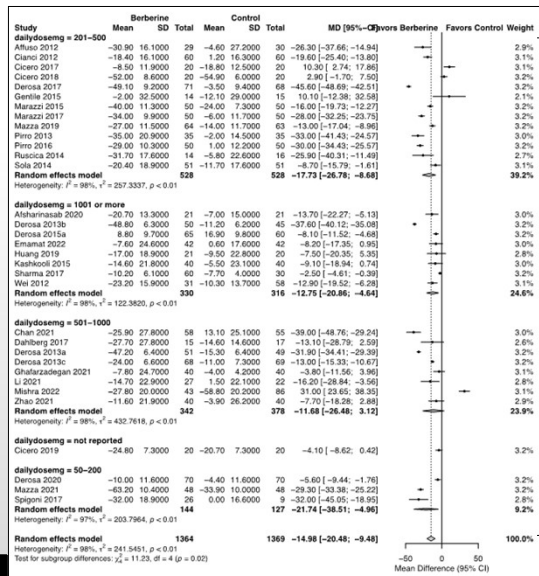 Berberine Control
Study Mean SD Total Mean SD Total MD [95%-CI] Favors Berberine Favors Control Weight
dailydosemg = 201-500
Affuso 2012 -30.90 16.1000 29 -4.60 27.2000 30 -26.30 [-37.66; -14.94] 2.9%
Cianci 2012 -18.40 16.1000 60 1.20 16.3000 60 -19.60 [-25.40; -13.80] 3.1%
Cicero 2017 -8.50 11.9000 20 -18.80 12.5000 20 10.30 [ 2.74; 17.86] 3.1%
Cicero 2018 -52.00 8.6000 20 -54.90 6.0000 20 2.90 [ -1.70; 7.50] 3.2%
Derosa 2017 -49.10 9.2000 71 -3.50 9.4000 68 -45.60 [-48.69; -42.51] 3.2%
Gentile 2015 -2.00 32.5000 14 -12.10 29.0000 15 10.10 [-12.38; 32.58]
Marazzi 2015 -40.00 11.3000 50 -24.00 7.3000 50 -16.00 [-19.73; -12.27] 3.2%
Marazzi 2017 -34.00 9.9000 50 -6.00 11.7000 50 -28.00 [-32.25; -23.75] 3.2%
Mazza 2019 -27.00 11.5000 64 -14.00 11.7000 63 -13.00 [-17.04; -8.96] 3.2%
Pirro 2013 -35.00 20.9000 35 -2.00 14.5000 35 -33.00 [-41.43; -24.57] 3.1%
Pirro 2016 -29.00 10.0000 50 1.00 12.2000 50 -30.00 [-34.43; -25.57] 3.2%
Ruscica 2014 -31.70 17.6000 14 -5.80 22.6000 16 -25.90 [-40.31; -11.49] 2.7%
Sola 2014 -20.40 18.9000 51 -11.70 17.6000 51 -8.70 [-15.79; -1.61] 3.1%
Random effects model 528 528 -17.73 [-26.78; -8.68] 39.2%
Heterogeneity: I² = 98%, τ² = 257.3337, p < 0.01
dailydosemg = 1001 or more
Afsharinasab 2020 -20.70 13.3000 21 -7.00 15.0000 21 -13.70 [-22.27; -5.13] 3.0%
Derosa 2013b -48.80 6.3000 50 -11.20 6.2000 45 -37.60 [-40.12; -35.08] 3.2%
Derosa 2015a 8.80 9.7000 65 16.90 9.8000 60 -8.10 [-11.52; -4.68] 3.2%
Emamat 2022 -7.60 24.6000 42 0.60 17.6000 42 -8.20 [-17.35; 0.95] 3.0%
Huang 2019 -17.00 18.9000 21 -9.50 22.8000 20 -7.50 [-20.35; 5.35] 2.8%
Kashkooli 2015 -14.60 21.8000 40 -5.50 23.1000 40 -9.10 [-18.94; 0.74] 3.0%
Sharma 2017 -10.20 6.1000 60 -7.70 4.0000 30 -2.50 [ -4.61; -0.39] 3.2%
Wei 2012 -23.20 15.9000 31 -10.30 13.7000 58 -12.90 [-19.52; -6.28] 3.1%
Random effects model 330 316 -12.75 [-20.86; -4.64] 24.6%
Heterogeneity: I² = 98%, τ² = 122.3820, p < 0.01
dailydosemg = 501-1000
Chan 2021 -25.90 27.8000 58 13.10 25.1000 55 -39.00 [-48.76; -29.24] 3.0%
Dahlberg 2017 -27.70 27.5000 15 -14.60 14.6000 17 -13.10 [-28.79; 2.59]
Derosa 2013a -47.20 6.4000 51 -15.30 6.4000 49 -31.90 [-34.41; -29.39] 3.2%
Derosa 2013c -24.00 6.6000 68 -11.00 7.3000 69 -13.00 [-15.33; -10.67] 3.2%
Ghafarzadegan 2021 -7.80 24.7000 40 -4.00 4.2000 40 -3.80 [-11.56; 3.96]
Li 2021 -14.70 22.9000 27 1.50 22.1000 22 -16.20 [-28.84; -3.56]
Mishra 2022 -27.80 20.0000 43 -58.80 20.2000 86 31.00 [23.65; 38.35] 3.1%
Zhao 2021 -11.60 21.9000 40 -3.90 26.2000 40 -7.70 [-18.28; 2.88]
Random effects model 342 378 -11.68 [-26.48; 3.12] 23.9%
Heterogeneity: I² = 98%, τ² = 432.7618, p < 0.01
dailydosemg = not reported
Cicero 2019 -24.80 7.3000 20 -20.70 7.3000 20 -4.10 [ -8.62; 0.42] 3.2%
dailydosemg = 50-200
Derosa 2020 -10.00 11.6000 70 -4.40 11.6000 70 -5.60 [ -9.44; -1.76]
Mazza 2021 -63.20 10.4000 48 -33.90 10.0000 48 -29.30 [-33.38; -25.22]
Spigoni 2017 -32.00 18.9000 26 0.00 16.6000 9 -32.00 [-45.05; -18.95]
Random effects model 144 127 -21.74 [-38.51; -4.96] 9.2%
Heterogeneity: I² = 97%, τ² = 203.7964, p < 0.01
Random effects model 1364 1369 -14.98 [-20.48; -9.48] 100.0%
Heterogeneity: I² = 98%, τ² = 241.5451, p < 0.01
Test for subgroup differences: χ²₄ = 11.23, df = 4 (p = 0.02)
-50 0 50
Mean Difference (95% CI)